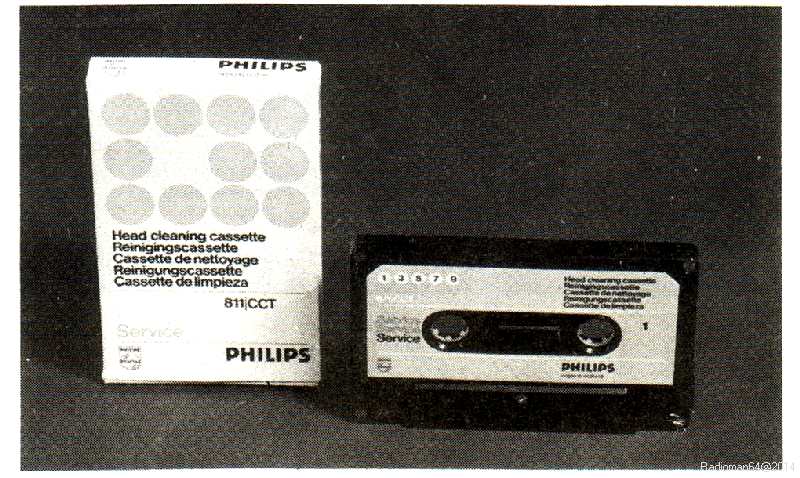 PHILIPS
Head cleaning cassette
Reinigingscassette
Cassette de nettoyage
Reinigungscassette
Cassette de limpieza
811|CCT
Service
PHILIPS
1 3 5 7 9
Head cleaning cassette
Reinigingscassette
Cassette de nettoyage
Reinigungscassette
Cassette de limpieza
1
Service
PHILIPS
Radioman64@2014